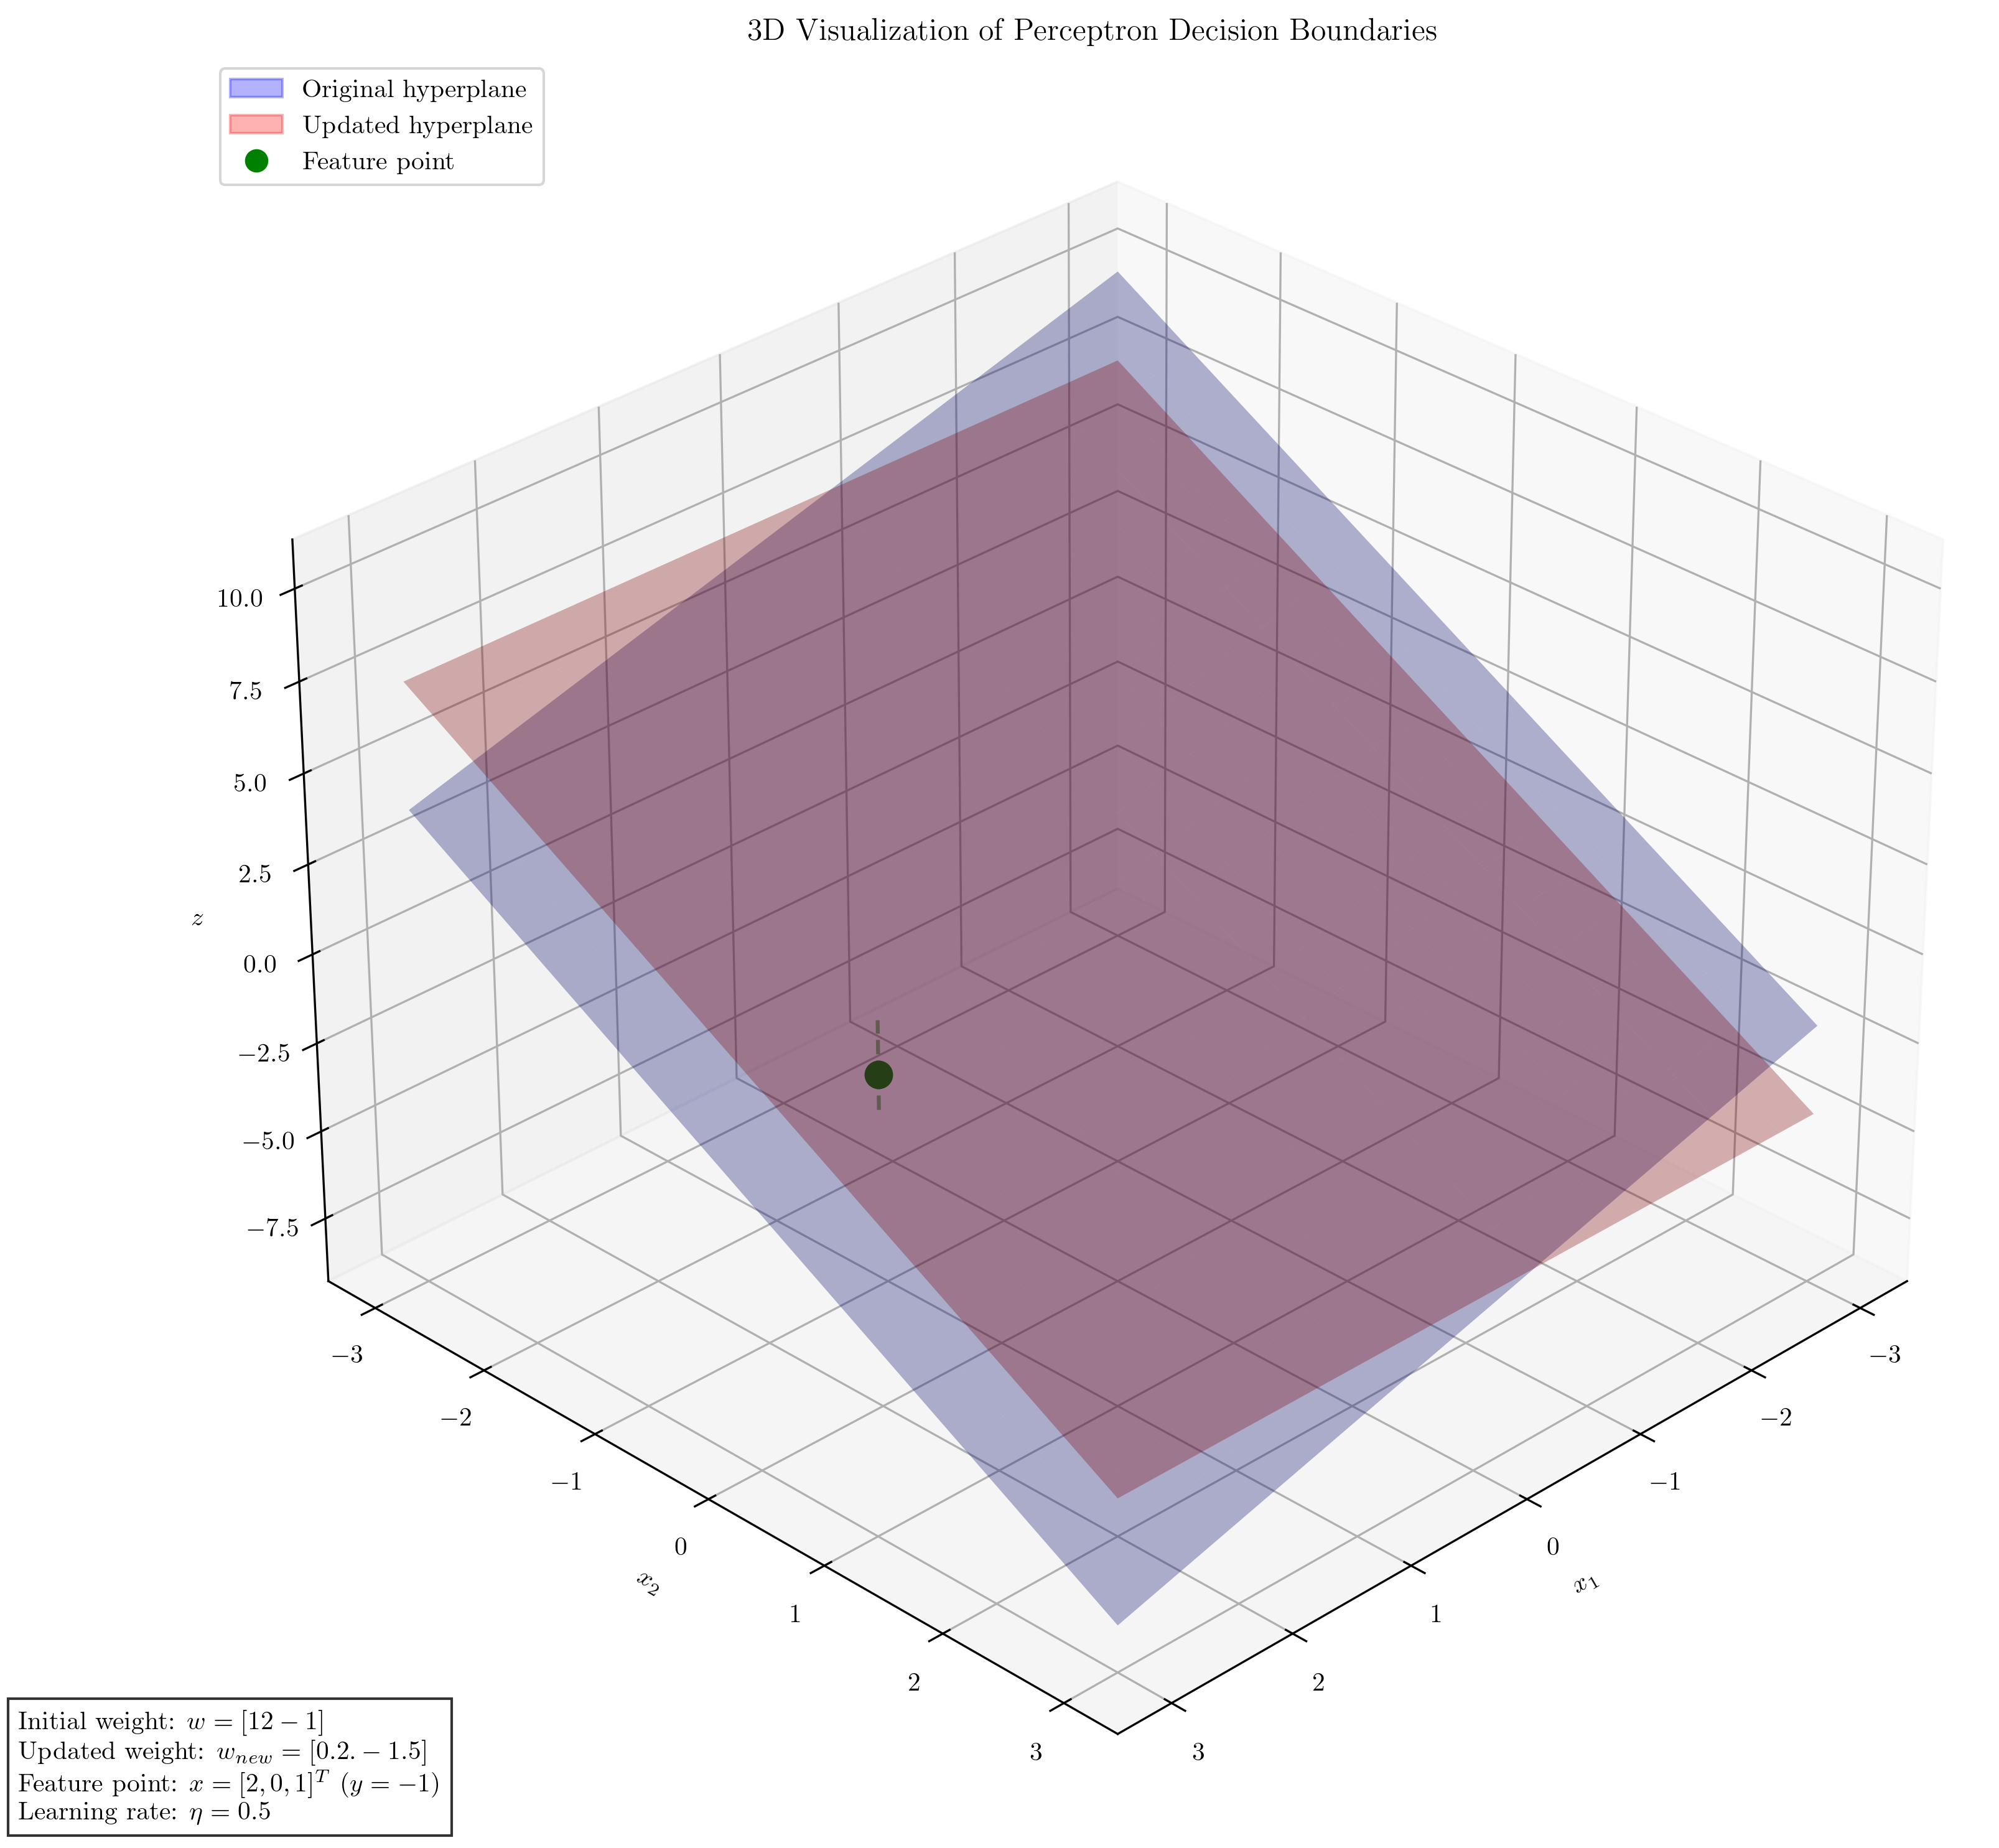 3D Visualization of Perceptron Decision Boundaries
Original hyperplane
Updated hyperplane
Feature point
10.0
7.5
5.0
2.5
0.0
−2.5
−5.0
−7.5
z
−3
−2
−1
0
1
2
3
x₂
−3
−2
−1
0
1
2
3
x₁
Initial weight: w = [12 − 1]
Updated weight: w_{new} = [0.2. − 1.5]
Feature point: x = [2, 0, 1]^T (y = −1)
Learning rate: η = 0.5